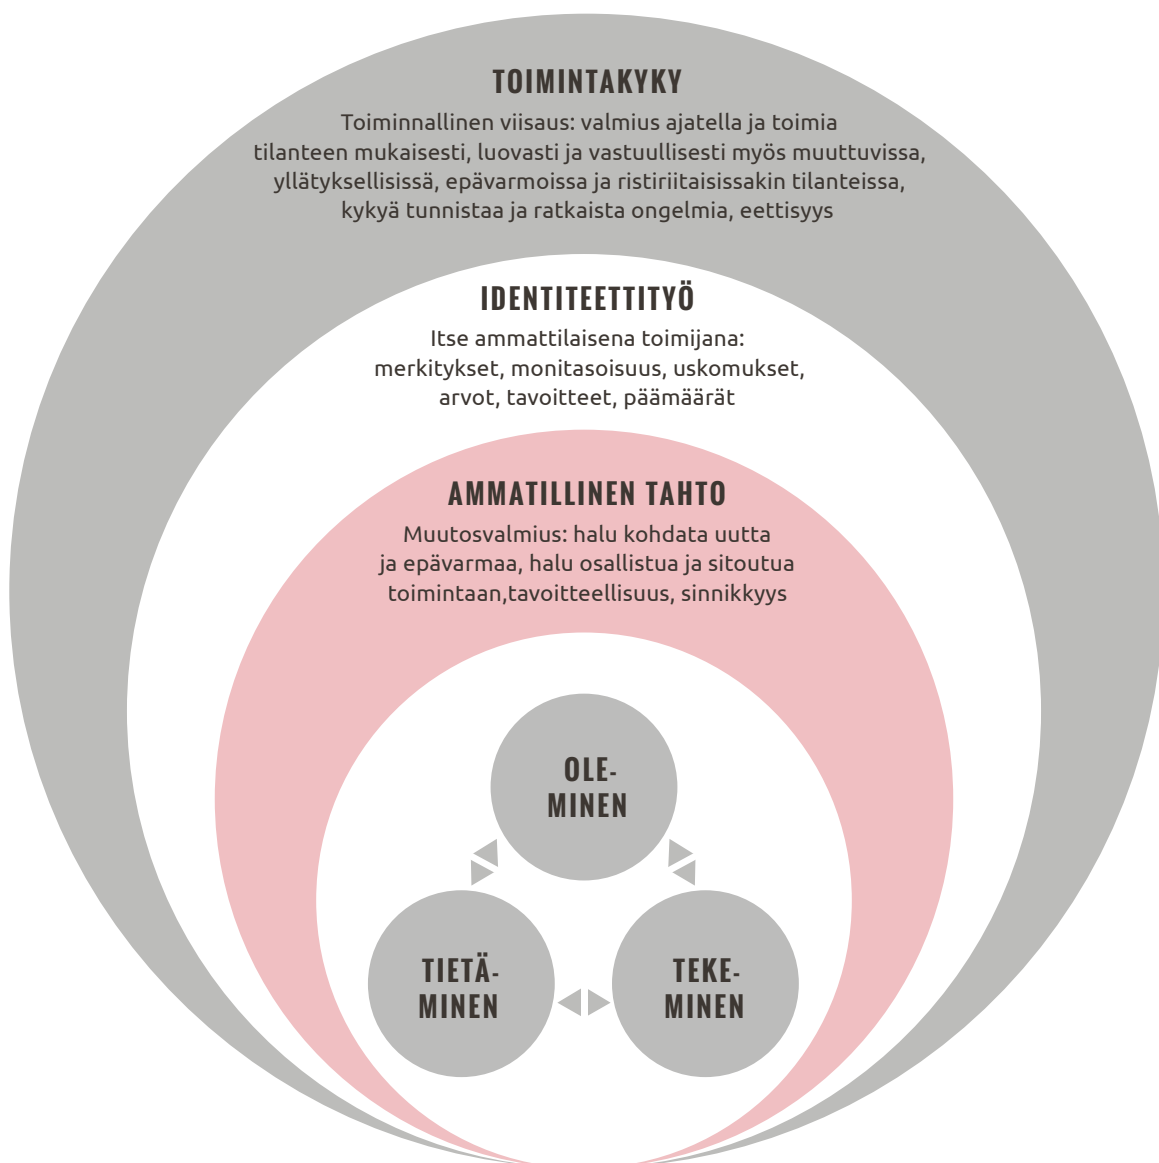 TOIMINTAKYKY
Toiminnallinen viisaus: valmius ajatella ja toimia
tilanteen mukaisesti, luovasti ja vastuullisesti myös muuttuvissa,
yllätyksellisissä, epävarmoissa ja ristiriitaisissakin tilanteissa,
kykyä tunnistaa ja ratkaista ongelmia, eettisyys
IDENTITEETTITYÖ
Itse ammattilaisena toimijana:
merkitykset, monitasoisuus, uskomukset,
arvot, tavoitteet, päämäärät
AMMATILLINEN TAHTO
Muutosvalmius: halu kohdata uutta
ja epävarmaa, halu osallistua ja sitoutua
toimintaan,tavoitteellisuus, sinnikkyys
OLE-
MINEN
TIETÄ-
MINEN
TEKE-
MINEN